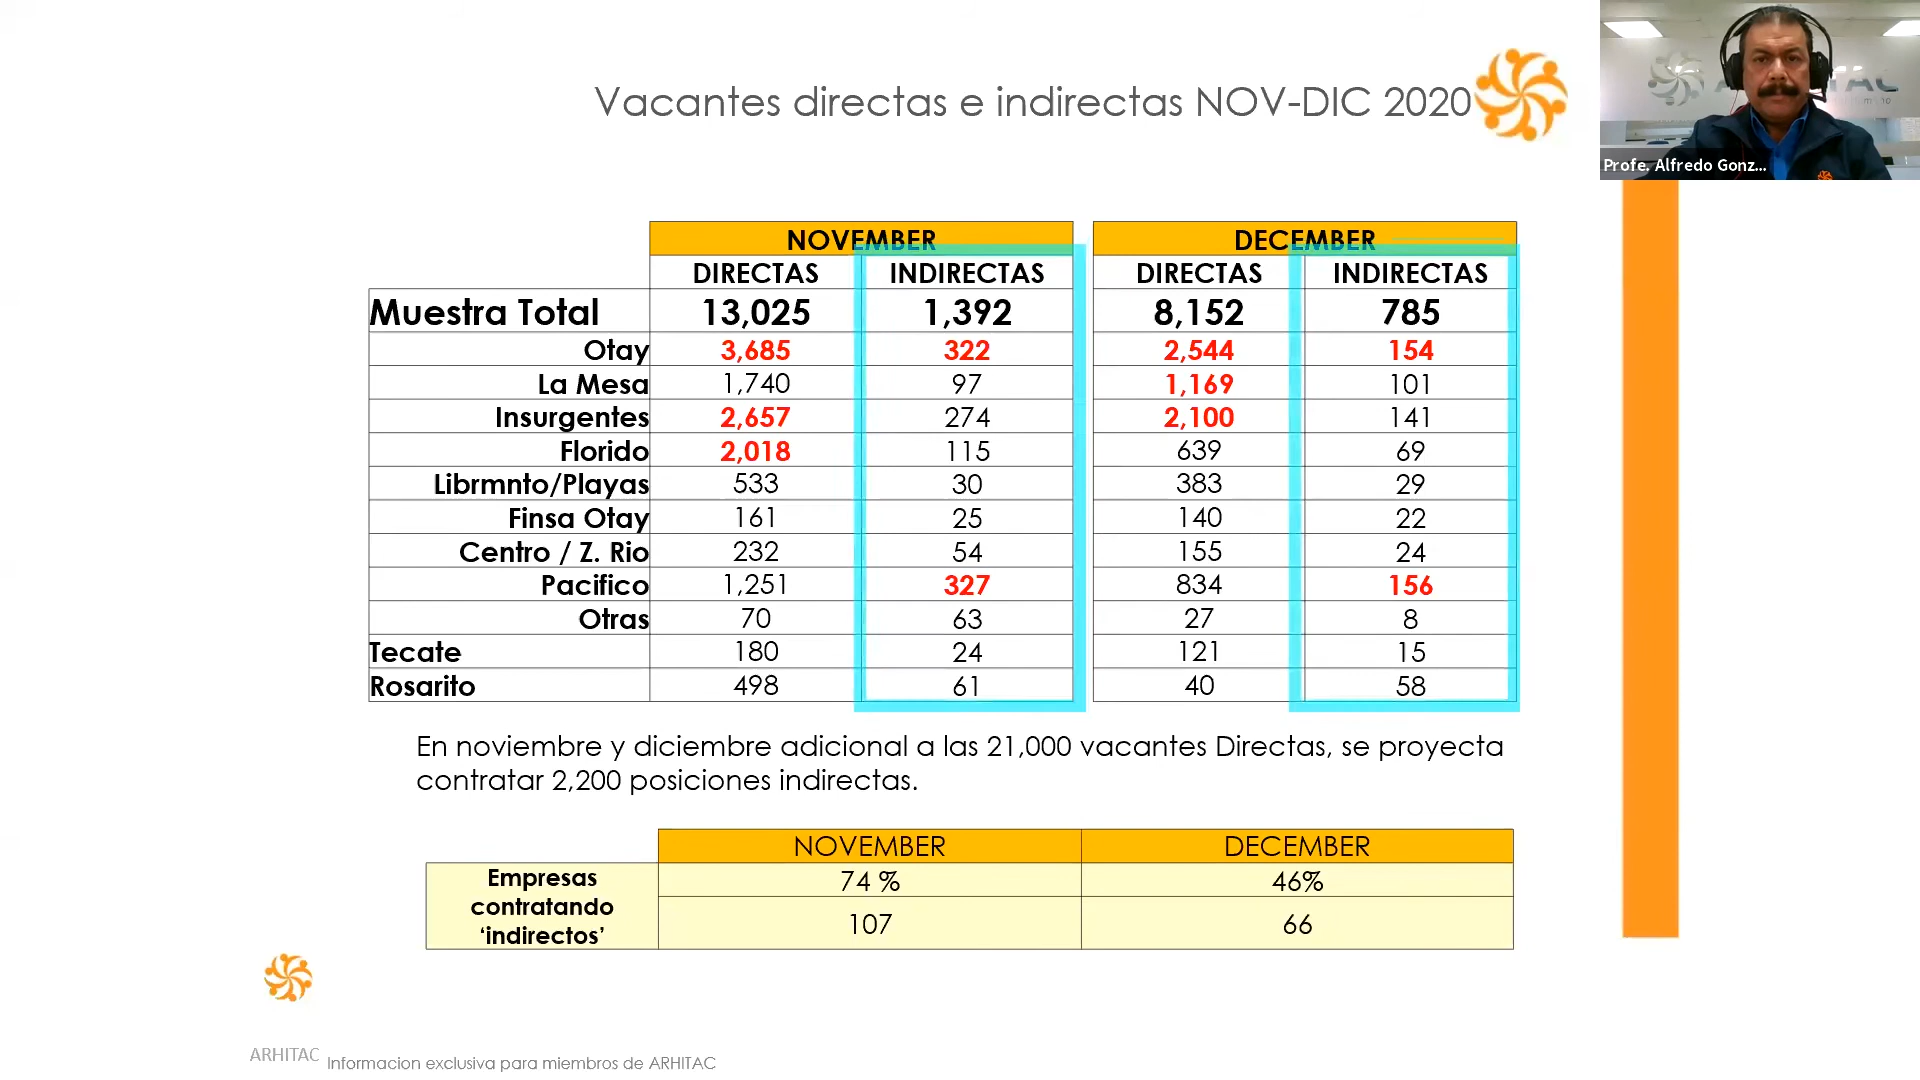 Vacantes directas e indirectas NOV-DIC 2020
Profe. Alfredo Gonz...
NOVEMBER DECEMBER
DIRECTAS INDIRECTAS DIRECTAS INDIRECTAS
Muestra Total 13,025 1,392 8,152 785
Otay 3,685 322 2,544 154
La Mesa 1,740 97 1,169 101
Insurgentes 2,657 274 2,100 141
Florido 2,018 115 639 69
Librmnto/Playas 533 30 383 29
Finsa Otay 161 25 140 22
Centro / Z. Rio 232 54 155 24
Pacifico 1,251 327 834 156
Otras 70 63 27 8
Tecate 180 24 121 15
Rosarito 498 61 40 58
En noviembre y diciembre adicional a las 21,000 vacantes Directas, se proyecta
contratar 2,200 posiciones indirectas.
NOVEMBER DECEMBER
Empresas
contratando
‘indirectos’
74 % 46%
107 66
ARHITAC
Informacion exclusiva para miembros de ARHITAC